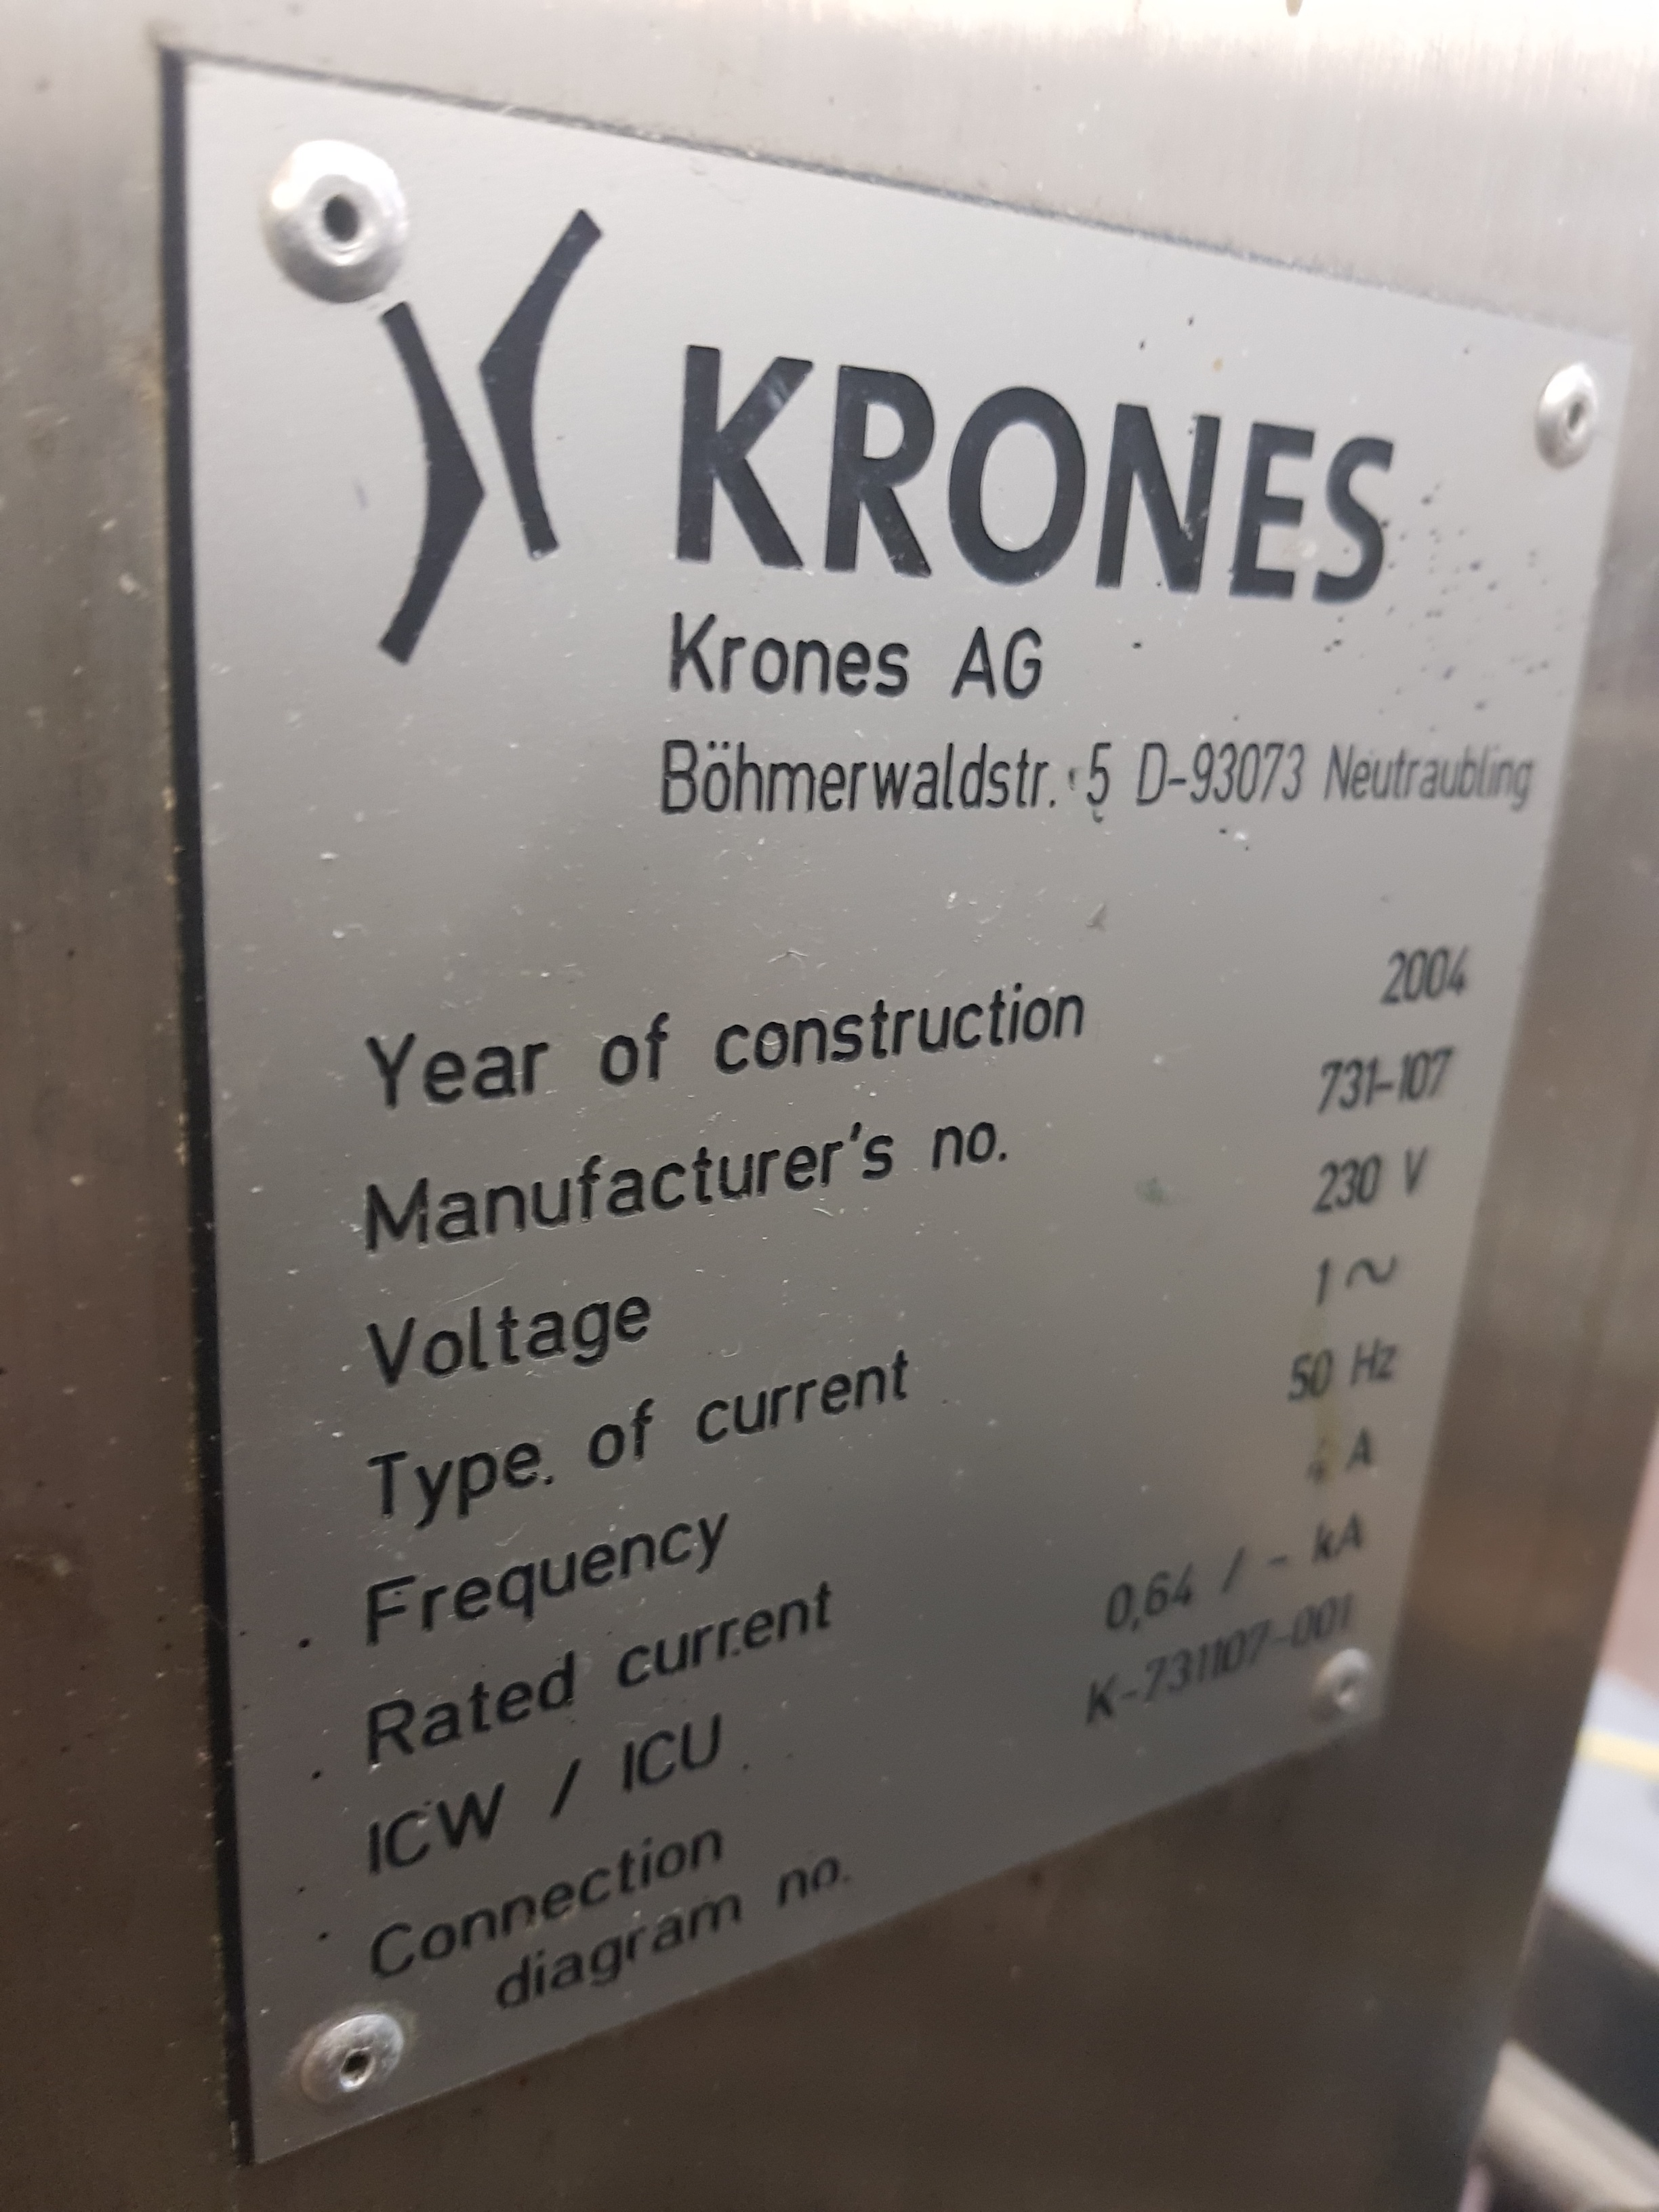 KRONES
Krones AG
Böhmerwaldstr. 5 D-93073 Neutraubling
Year of construction 2004
Manufacturer's no. 731-107
Voltage 230 V
Type of current 1~
Frequency 50 Hz
Rated current A
ICW / ICU 0,64 / - kA
Connection K-731107-001
diagram no.